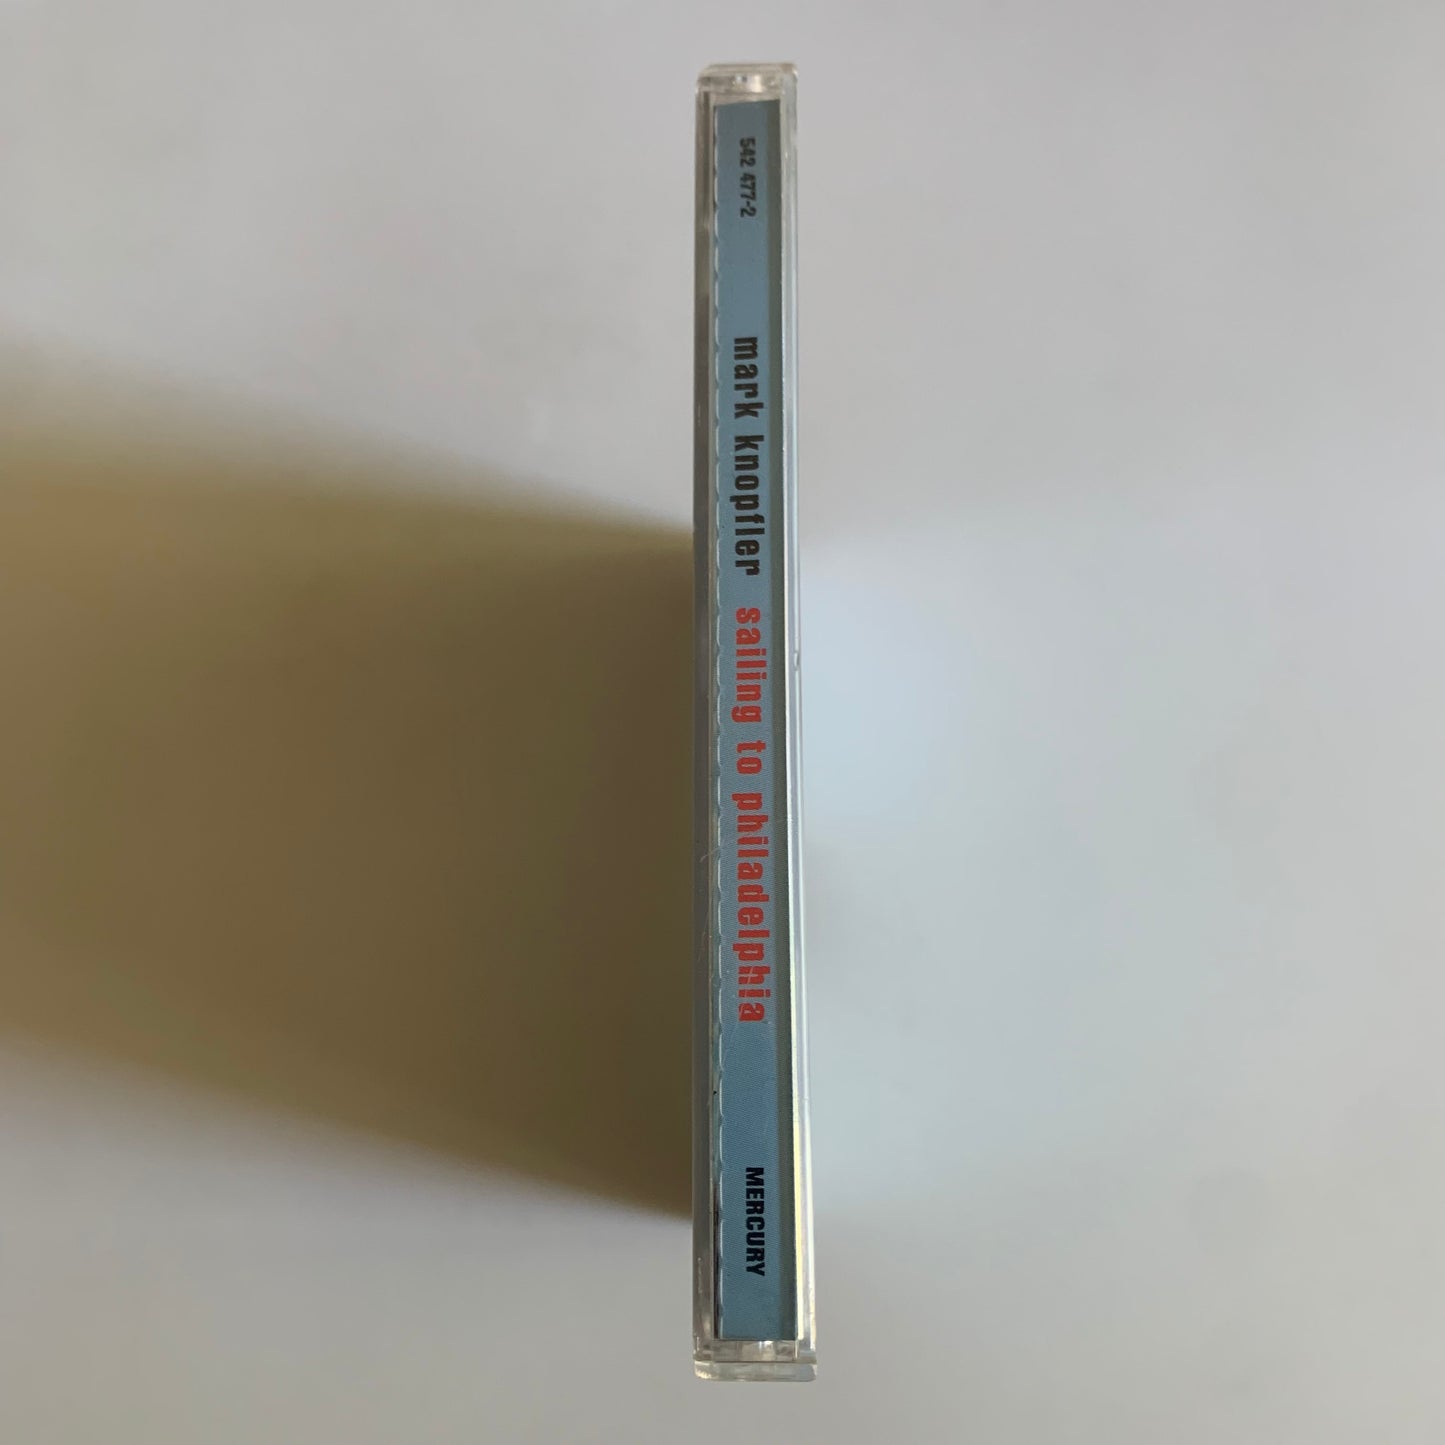 542 477-2
mark knopfler sailing to philadelphia
MERCURY